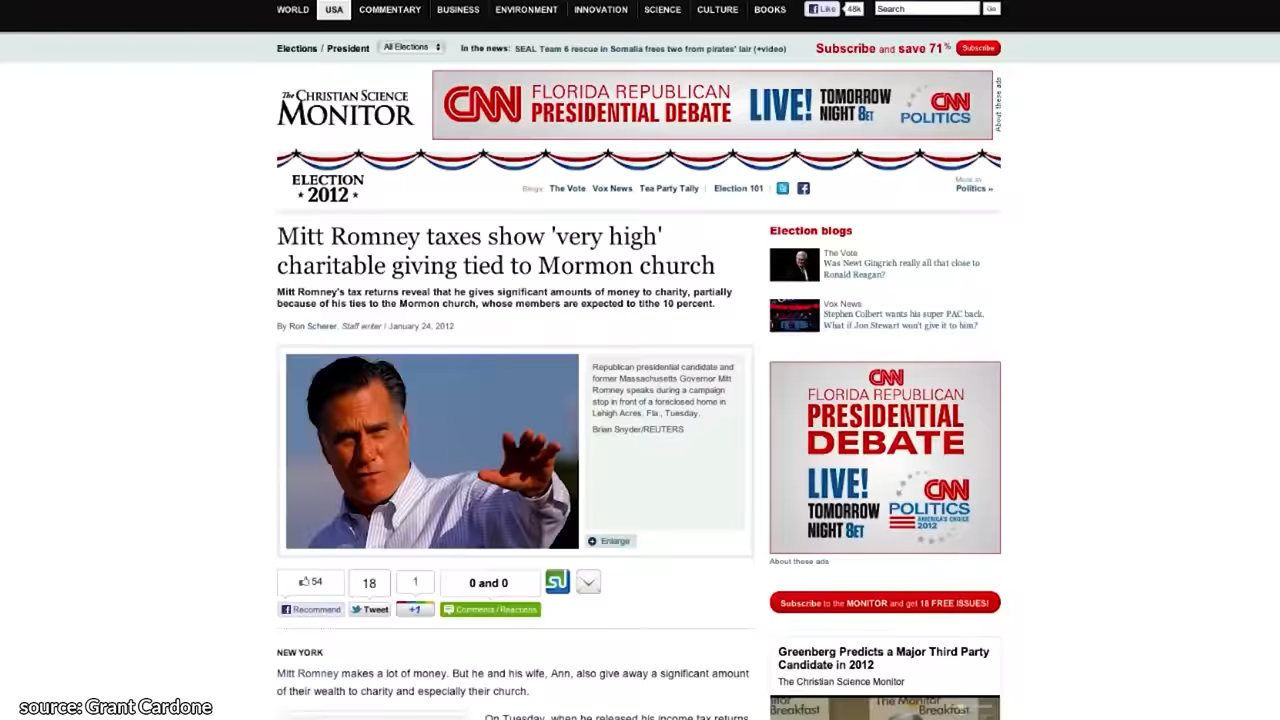 WORLD USA COMMENTARY BUSINESS ENVIRONMENT INNOVATION SCIENCE CULTURE BOOKS Like 48k Search Go
Elections / President All Elections In the news: SEAL Team 6 rescue in Somalia frees two from pirates' lair (+video) Subscribe and save 71% Subscribe
The CHRISTIAN SCIENCE
MONITOR
CNN FLORIDA REPUBLICAN
PRESIDENTIAL DEBATE
LIVE! TOMORROW
NIGHT 8ET
CNN
POLITICS
About these ads
ELECTION
2012
Blogs: The Vote Vox News Tea Party Tally Election 101
More in
Politics »
Mitt Romney taxes show 'very high'
charitable giving tied to Mormon church
Mitt Romney's tax returns reveal that he gives significant amounts of money to charity, partially
because of his ties to the Mormon church, whose members are expected to tithe 10 percent.
By Ron Scherer, Staff writer / January 24, 2012
Republican presidential candidate and
former Massachusetts Governor Mitt
Romney speaks during a campaign
stop in front of a foreclosed home in
Lehigh Acres. Fla., Tuesday.
Brian Snyder/REUTERS
Enlarge
54 18 1 0 and 0
Recommend Tweet +1 Comments / Reactions
NEW YORK
Mitt Romney makes a lot of money. But he and his wife, Ann, also give away a significant amount
of their wealth to charity and especially their church.
On Tuesday, when he released his income tax returns
Election blogs
The Vote
Was Newt Gingrich really all that close to
Ronald Reagan?
Vox News
Stephen Colbert wants his super PAC back.
What if Jon Stewart won't give it to him?
CNN
FLORIDA REPUBLICAN
PRESIDENTIAL
DEBATE
LIVE!
TOMORROW
NIGHT 8ET
CNN
POLITICS
AMERICA'S CHOICE
2012
About these ads
Subscribe to the MONITOR and get 18 FREE ISSUES!
Greenberg Predicts a Major Third Party
Candidate in 2012
The Christian Science Monitor
Breakfast
The Monitor
Breakfast
source: Grant Cardone